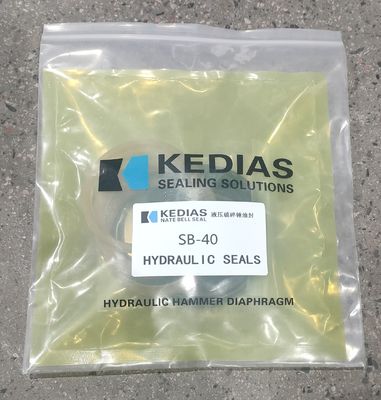 KEDIAS
SEALING SOLUTIONS
KEDIAS 液压破碎锤油封
NATE BELL SEAL
SB-40
HYDRAULIC SEALS
HYDRAULIC HAMMER DIAPHRAGM